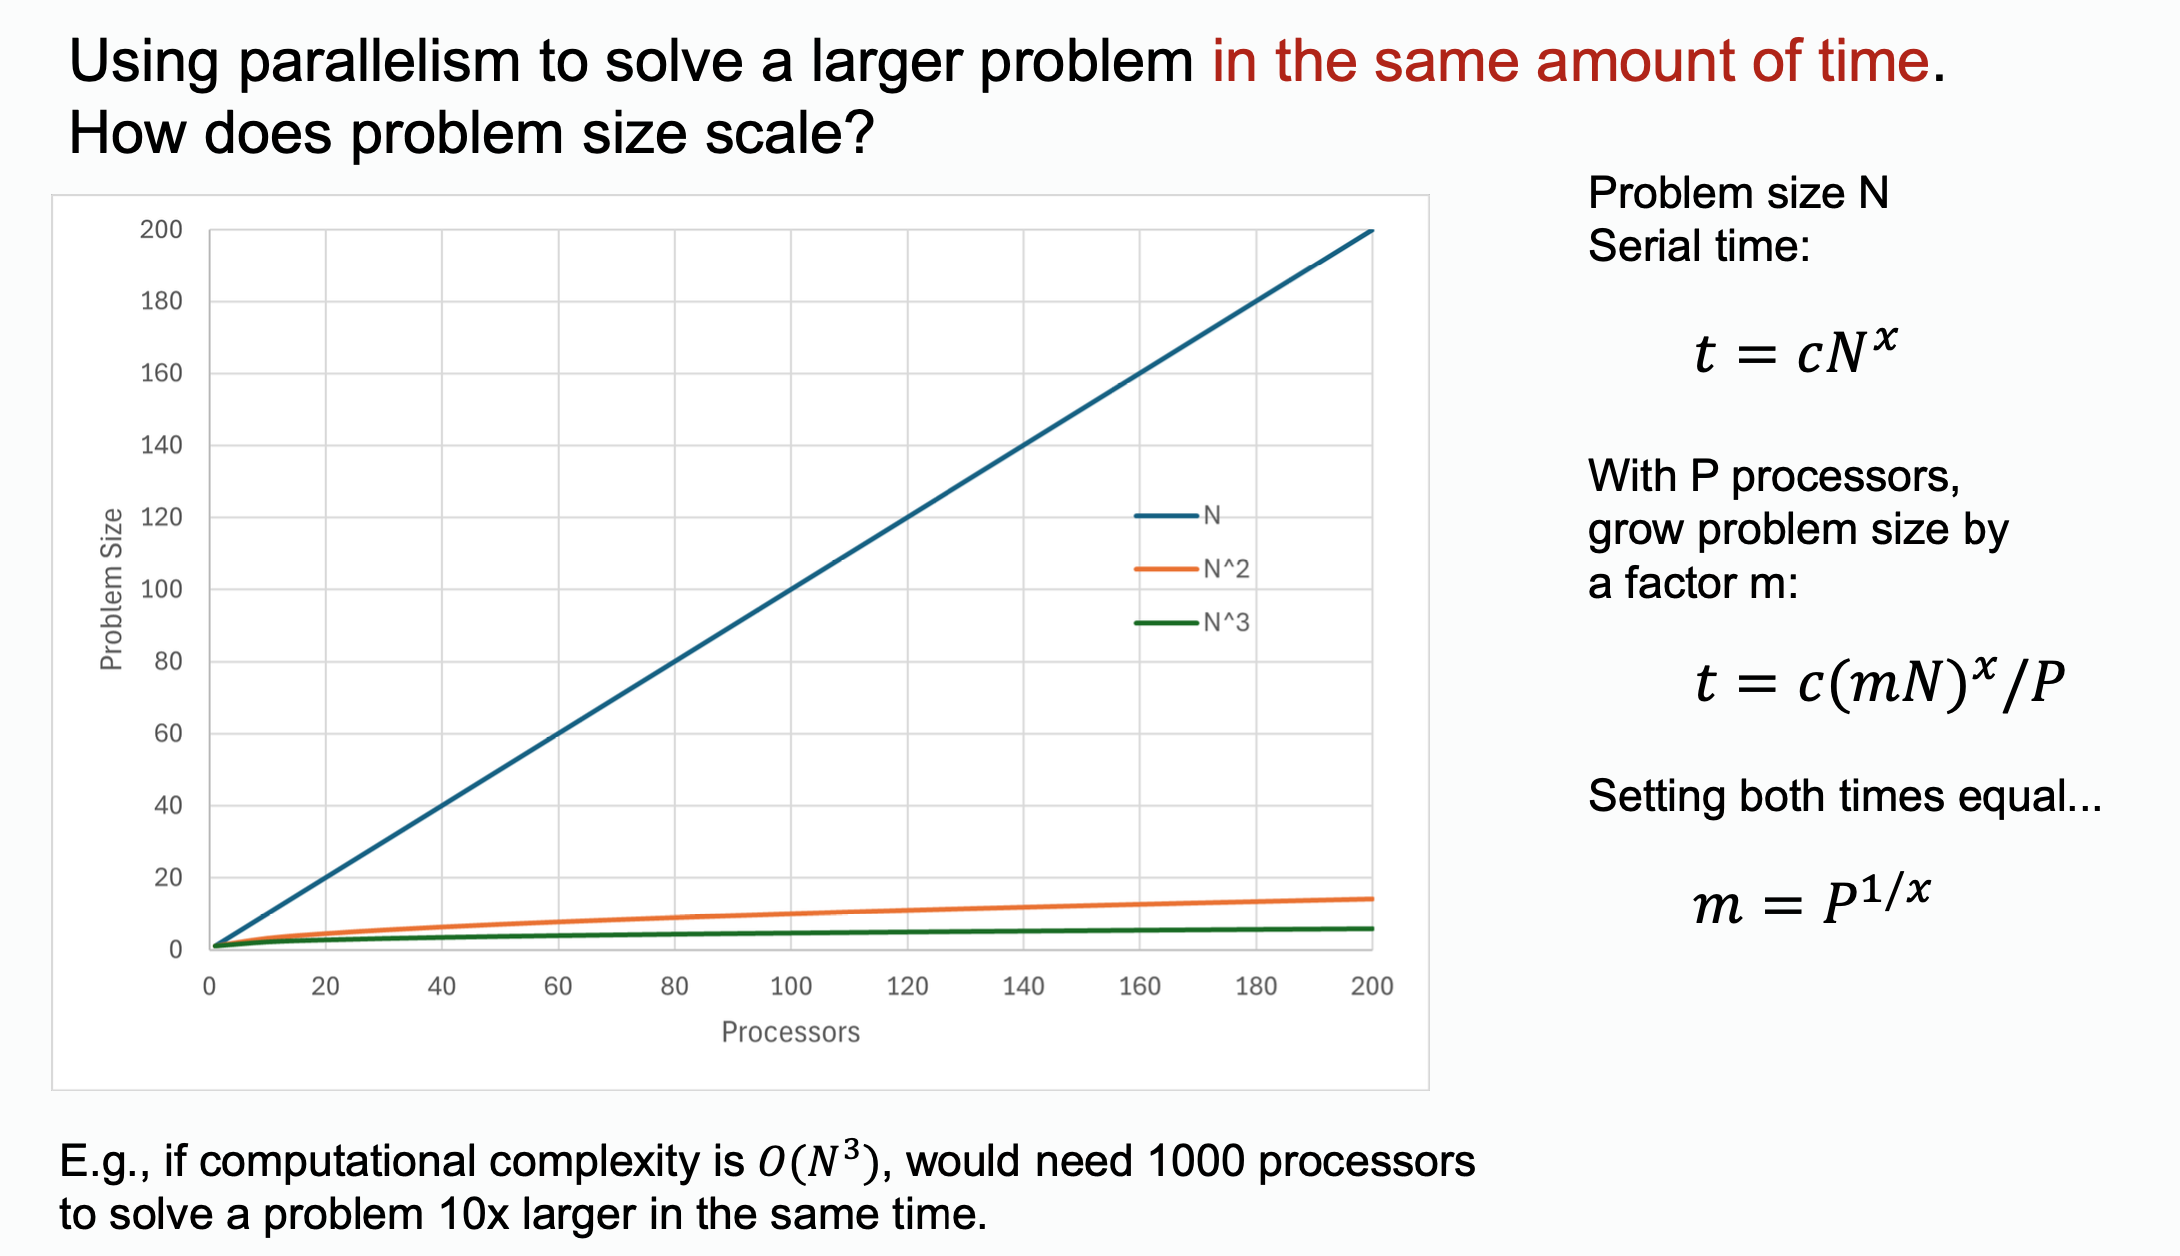 Using parallelism to solve a larger problem in the same amount of time.
How does problem size scale?
200
180
160
140
120
100
80
60
40
20
0
Problem Size
0 20 40 60 80 100 120 140 160 180 200
Processors
N
N^2
N^3
Problem size N
Serial time:
t = cNˣ
With P processors,
grow problem size by
a factor m:
t = c(mN)ˣ/P
Setting both times equal...
m = P¹/ˣ
E.g., if computational complexity is O(N³), would need 1000 processors
to solve a problem 10x larger in the same time.